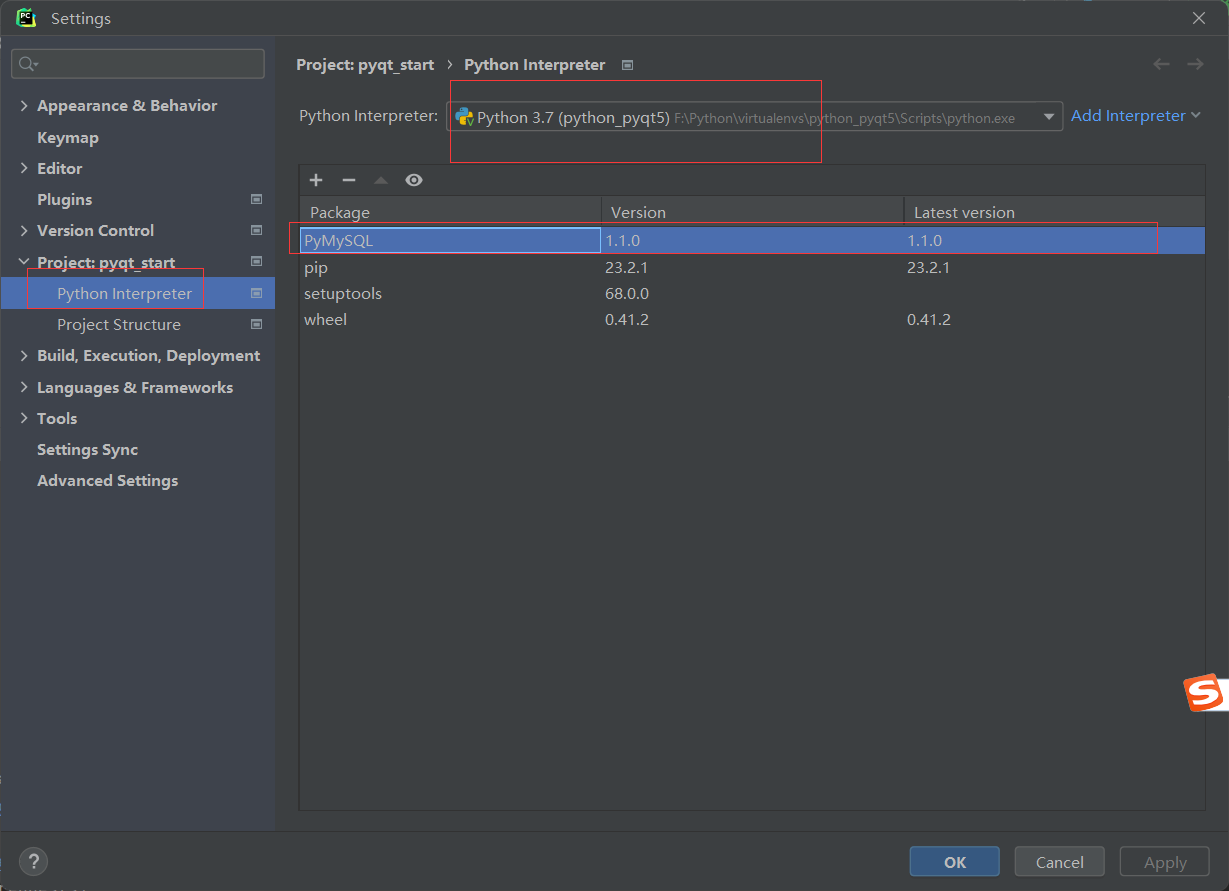 Settings
Project: pyqt_start › Python Interpreter
Appearance & Behavior
Keymap
Editor
Plugins
Version Control
Project: pyqt_start
Python Interpreter
Project Structure
Build, Execution, Deployment
Languages & Frameworks
Tools
Settings Sync
Advanced Settings
Python Interpreter: Python 3.7 (python_pyqt5) F:\Python\virtualenvs\python_pyqt5\Scripts\python.exe Add Interpreter
Package Version Latest version
PyMySQL 1.1.0 1.1.0
pip 23.2.1 23.2.1
setuptools 68.0.0
wheel 0.41.2 0.41.2
? OK Cancel Apply